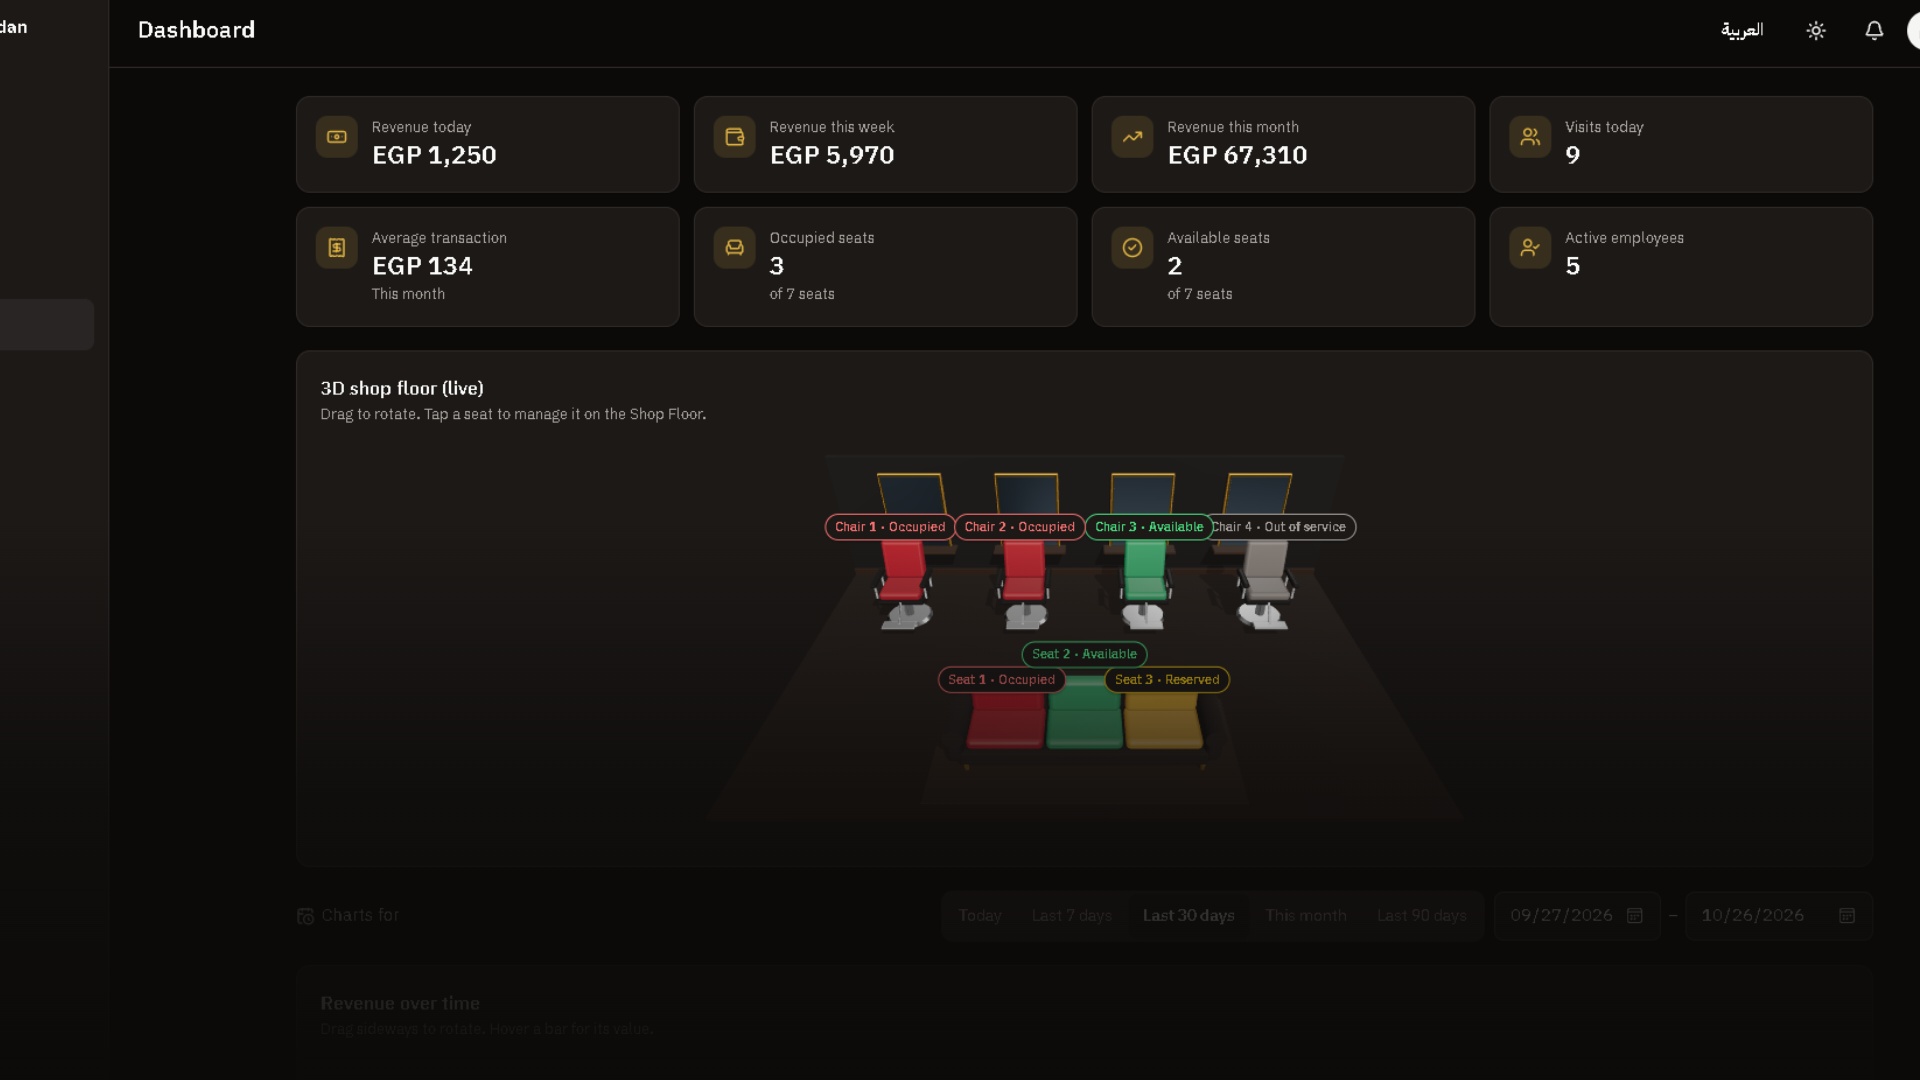 dan
Dashboard
العربية
Revenue today
EGP 1,250
Revenue this week
EGP 5,970
Revenue this month
EGP 67,310
Visits today
9
Average transaction
EGP 134
This month
Occupied seats
3
of 7 seats
Available seats
2
of 7 seats
Active employees
5
3D shop floor (live)
Drag to rotate. Tap a seat to manage it on the Shop Floor.
Chair 1 · Occupied
Chair 2 · Occupied
Chair 3 · Available
Chair 4 · Out of service
Seat 2 · Available
Seat 1 · Occupied
Seat 3 · Reserved
Charts for
Today
Last 7 days
Last 30 days
This month
Last 90 days
09/27/2026
–
10/26/2026
Revenue over time
Drag sideways to rotate. Hover a bar for its value.